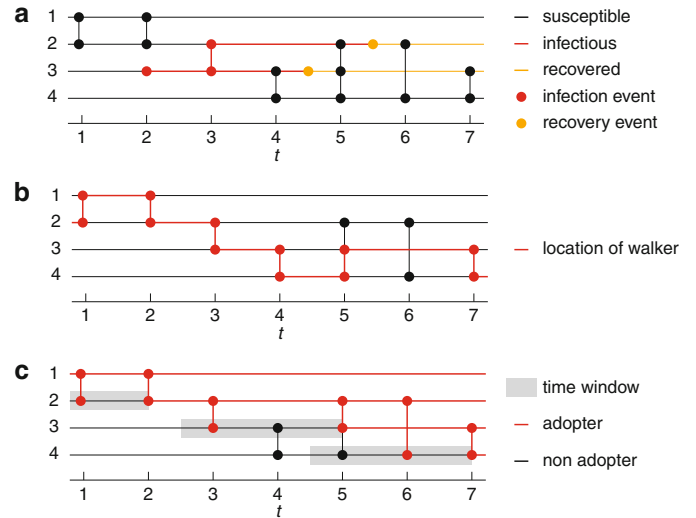 a
1
2
3
4
1 2 3 4 5 6 7
t
susceptible
infectious
recovered
infection event
recovery event
b
1
2
3
4
1 2 3 4 5 6 7
t
location of walker
c
1
2
3
4
1 2 3 4 5 6 7
t
time window
adopter
non adopter